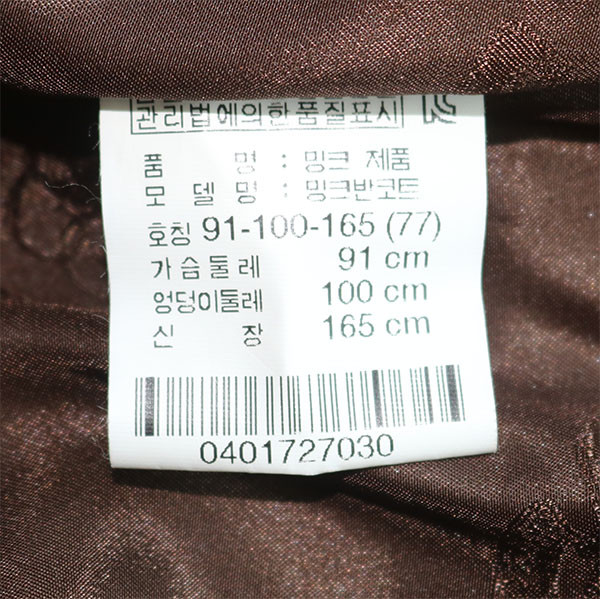 관리법에의한품질표시
품 명 : 밍크 제품
모 델 명 : 밍크반코트
호칭 91-100-165 (77)
가슴둘레 91 cm
엉덩이둘레 100 cm
신 장 165 cm
0401727030